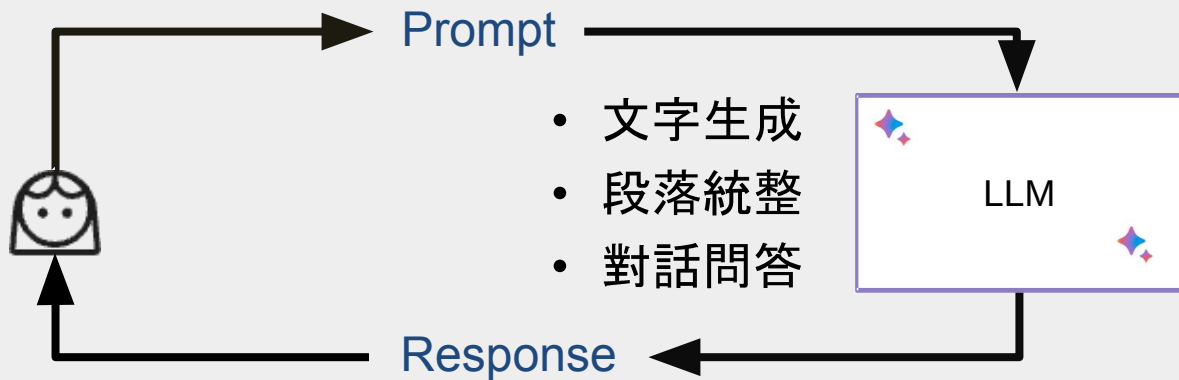 Prompt
• 文字生成
• 段落統整
• 對話問答
LLM
Response